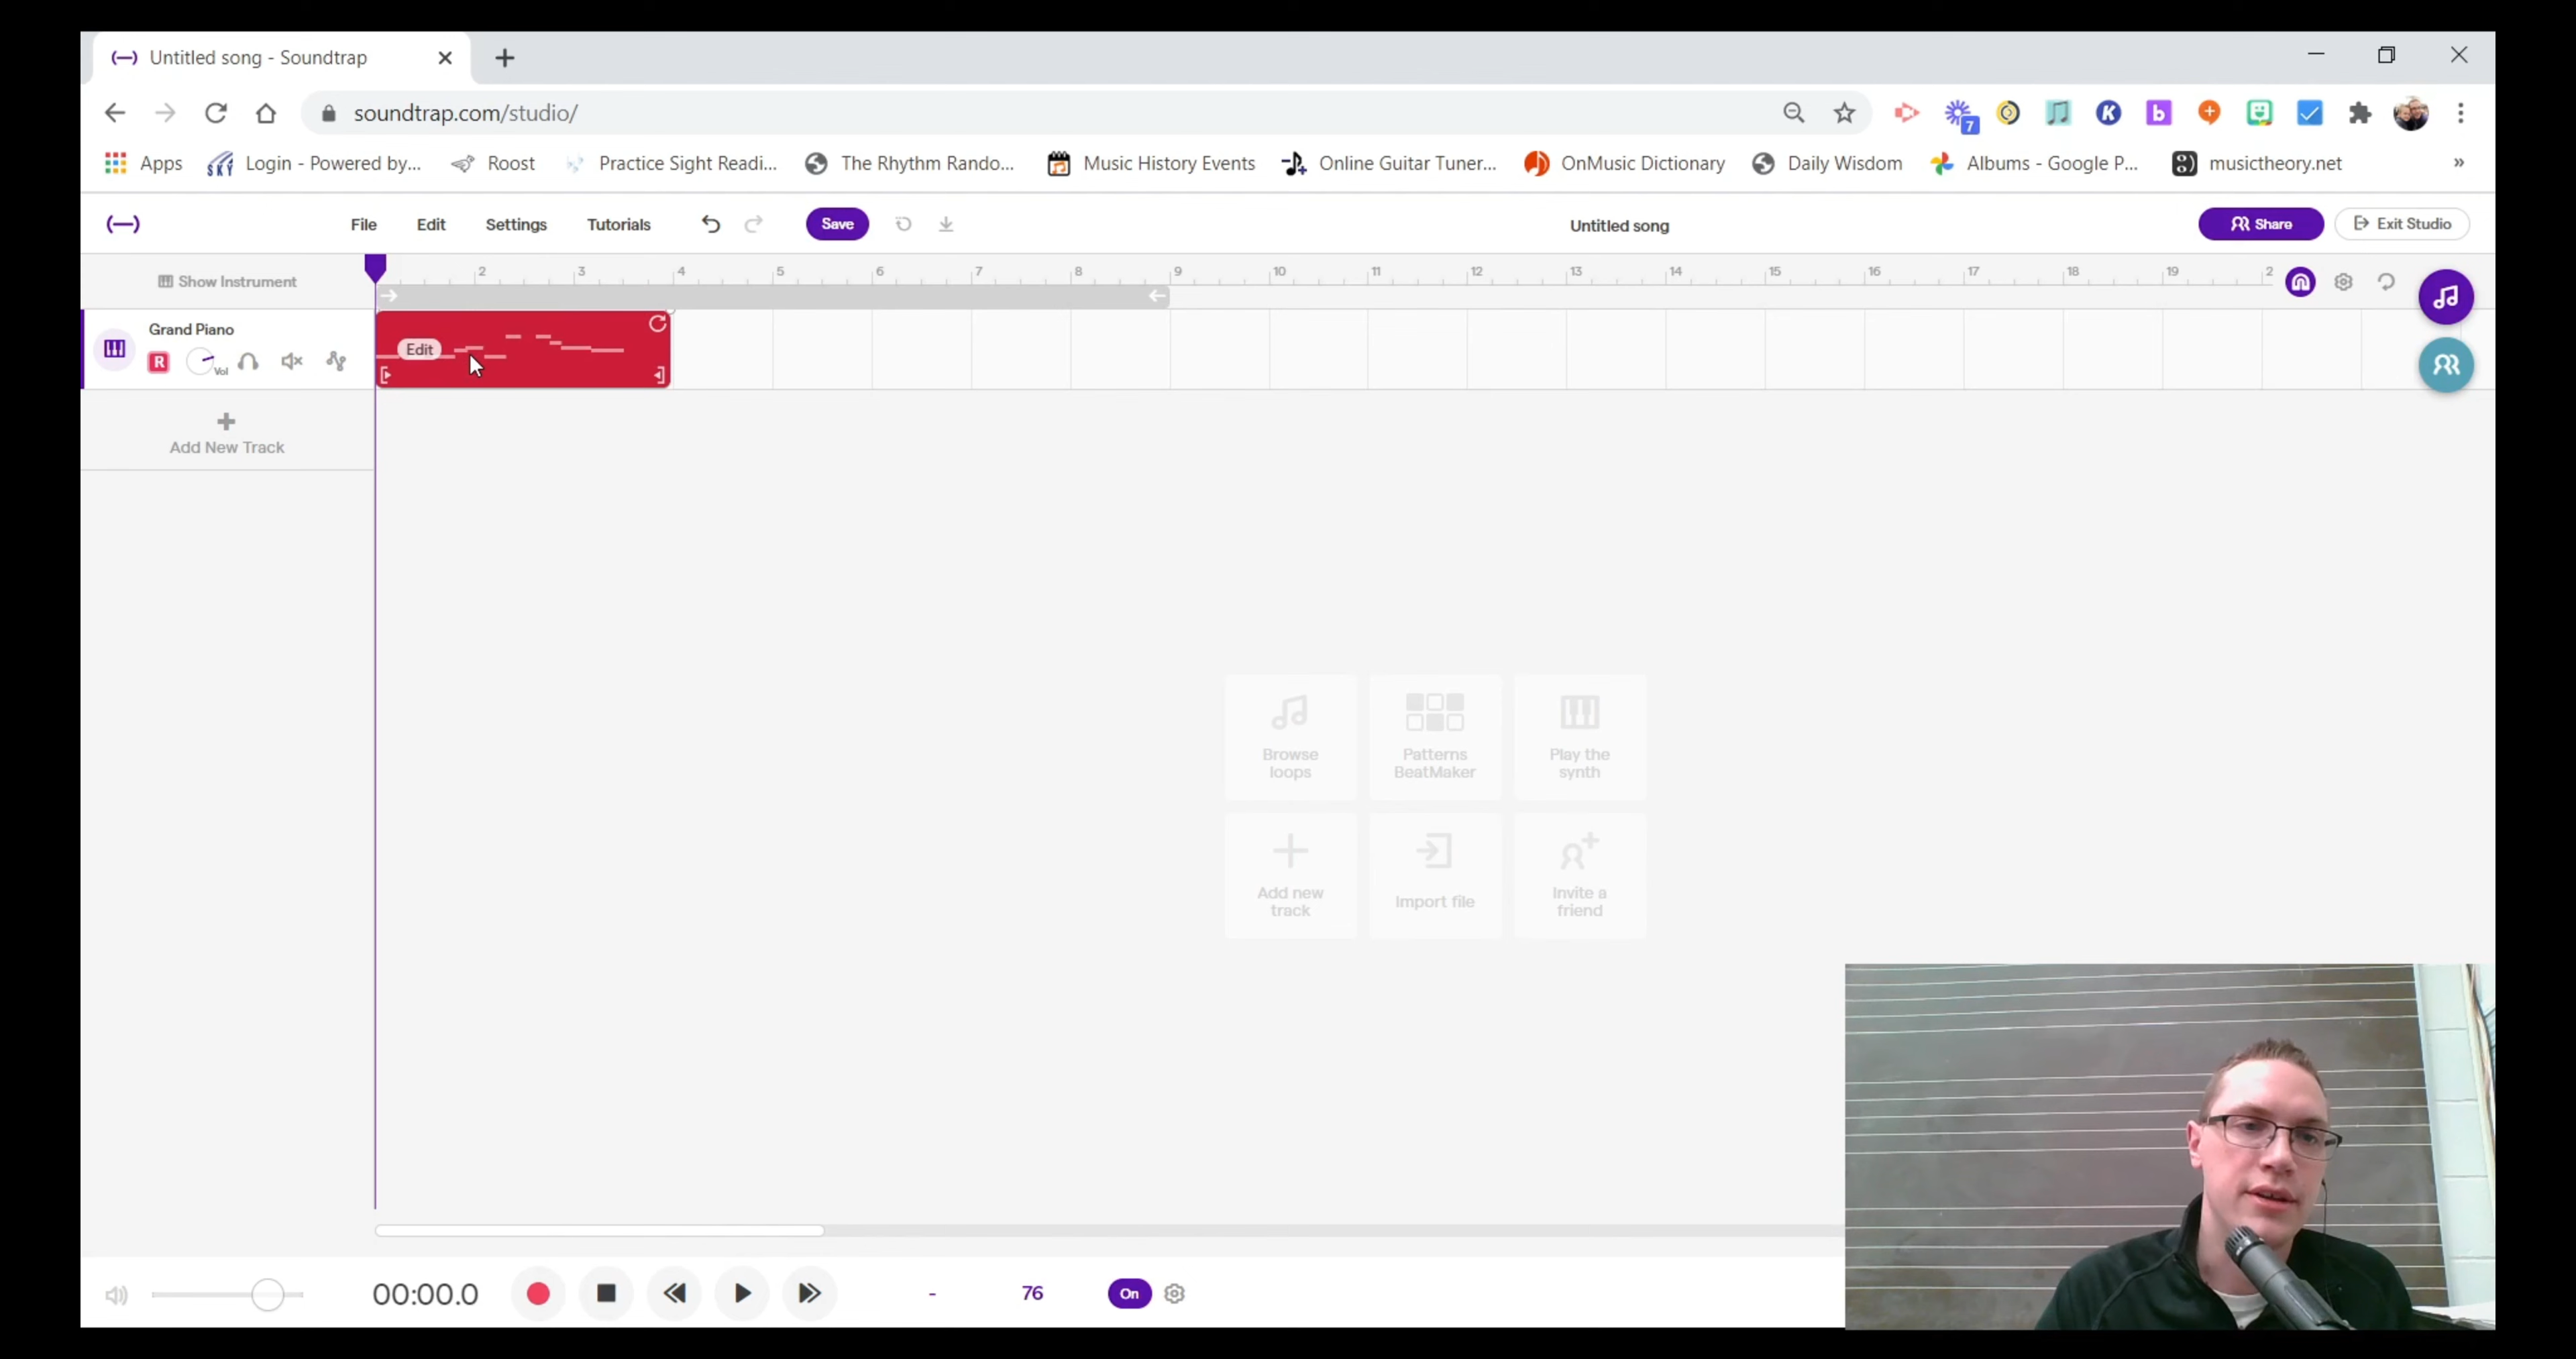 Untitled song - Soundtrap
soundtrap.com/studio/
7
Apps
Login - Powered by...
Roost
Practice Sight Readi...
The Rhythm Rando...
Music History Events
Online Guitar Tuner...
OnMusic Dictionary
Daily Wisdom
Albums - Google P...
musictheory.net
»
File
Edit
Settings
Tutorials
Save
Untitled song
Share
Exit Studio
Show Instrument
2 3 4 5 6 7 8 9 10 11 12 13 14 15 16 17 18 19 2
Grand Piano
R
Vol
Edit
Add New Track
Browse
loops
Patterns
BeatMaker
Play the
synth
Add new
track
Import file
Invite a
friend
00:00.0
-
76
On